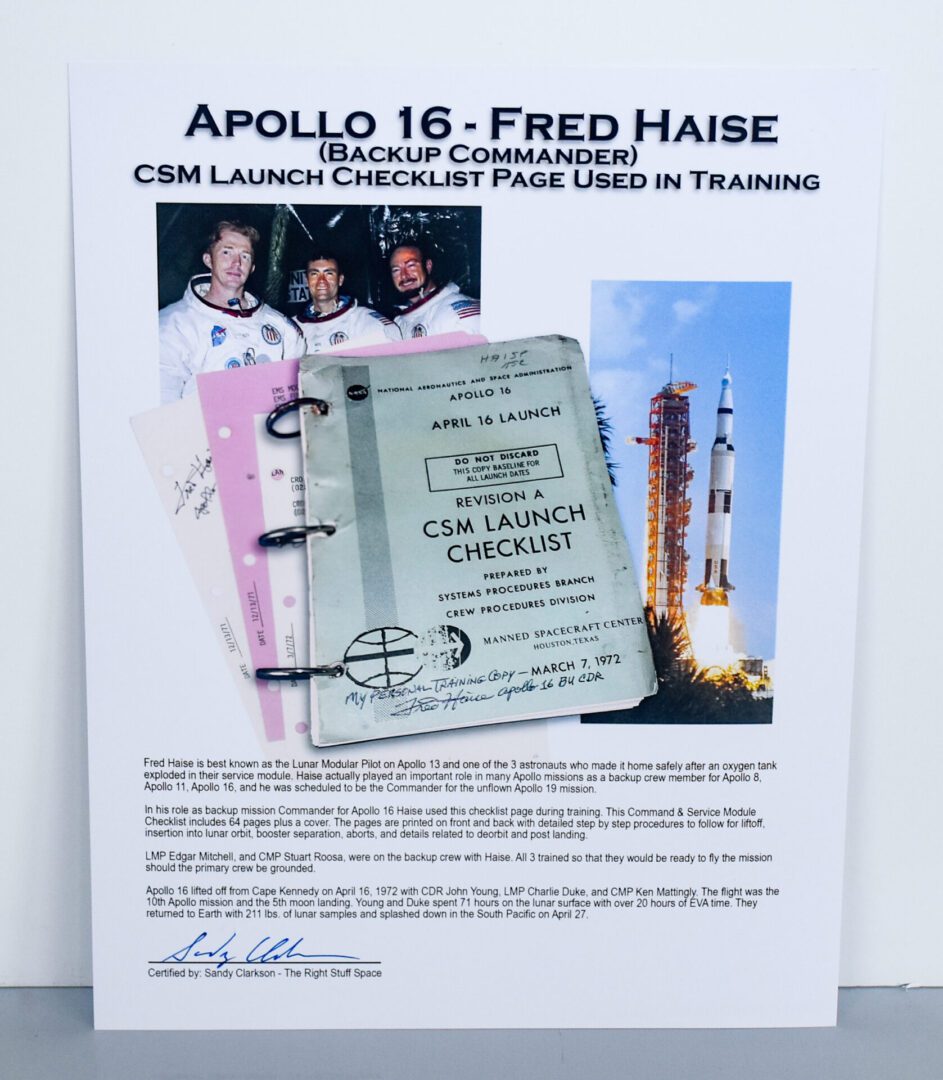 APOLLO 16 - FRED HAISE
(BACKUP COMMANDER)
CSM LAUNCH CHECKLIST PAGE USED IN TRAINING
EMS
EMS
CRO
(02
DATE 12/13/71
DATE 12/13/71
3/7/72
HAISE
NATIONAL AERONAUTICS AND SPACE ADMINISTRATION
APOLLO 16
APRIL 16 LAUNCH
DO NOT DISCARD
THIS COPY BASELINE FOR
ALL LAUNCH DATES
REVISION A
CSM LAUNCH
CHECKLIST
PREPARED BY
SYSTEMS PROCEDURES BRANCH
CREW PROCEDURES DIVISION
MANNED SPACECRAFT CENTER
HOUSTON, TEXAS
MARCH 7, 1972
MY PERSONAL TRAINING COPY
Fred Haise Apollo 16 BU CDR
Fred Haise is best known as the Lunar Modular Pilot on Apollo 13 and one of the 3 astronauts who made it home safely after an oxygen tank
exploded in their service module. Haise actually played an important role in many Apollo missions as a backup crew member for Apollo 8,
Apollo 11, Apollo 16, and he was scheduled to be the Commander for the unflown Apollo 19 mission.
In his role as backup mission Commander for Apollo 16 Haise used this checklist page during training. This Command & Service Module
Checklist includes 64 pages plus a cover. The pages are printed on front and back with detailed step by step procedures to follow for liftoff,
insertion into lunar orbit, booster separation, aborts, and details related to deorbit and post landing.
LMP Edgar Mitchell, and CMP Stuart Roosa, were on the backup crew with Haise. All 3 trained so that they would be ready to fly the mission
should the primary crew be grounded.
Apollo 16 lifted off from Cape Kennedy on April 16, 1972 with CDR John Young, LMP Charlie Duke, and CMP Ken Mattingly. The flight was the
10th Apollo mission and the 5th moon landing. Young and Duke spent 71 hours on the lunar surface with over 20 hours of EVA time. They
returned to Earth with 211 lbs. of lunar samples and splashed down in the South Pacific on April 27.
Certified by: Sandy Clarkson - The Right Stuff Space